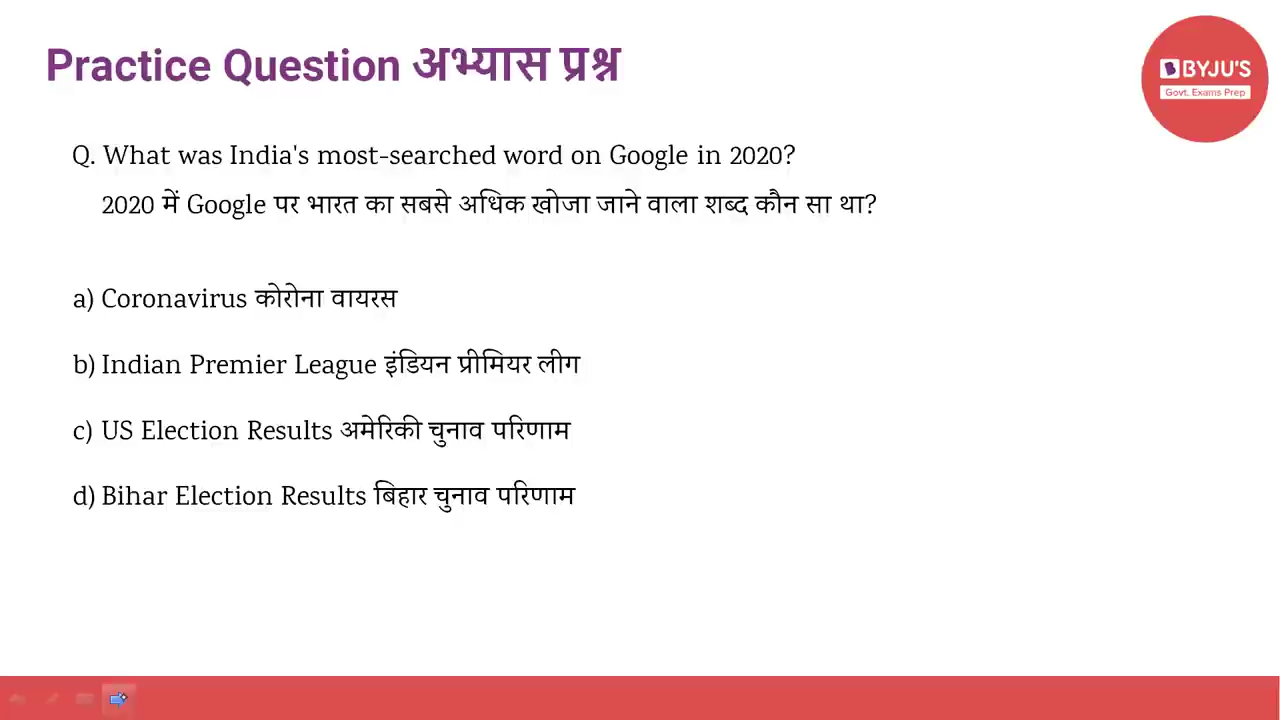 Practice Question अभ्यास प्रश्न
BYJU'S
Govt. Exams Prep
Q. What was India's most-searched word on Google in 2020?
2020 में Google पर भारत का सबसे अधिक खोजा जाने वाला शब्द कौन सा था?
a) Coronavirus कोरोना वायरस
b) Indian Premier League इंडियन प्रीमियर लीग
c) US Election Results अमेरिकी चुनाव परिणाम
d) Bihar Election Results बिहार चुनाव परिणाम